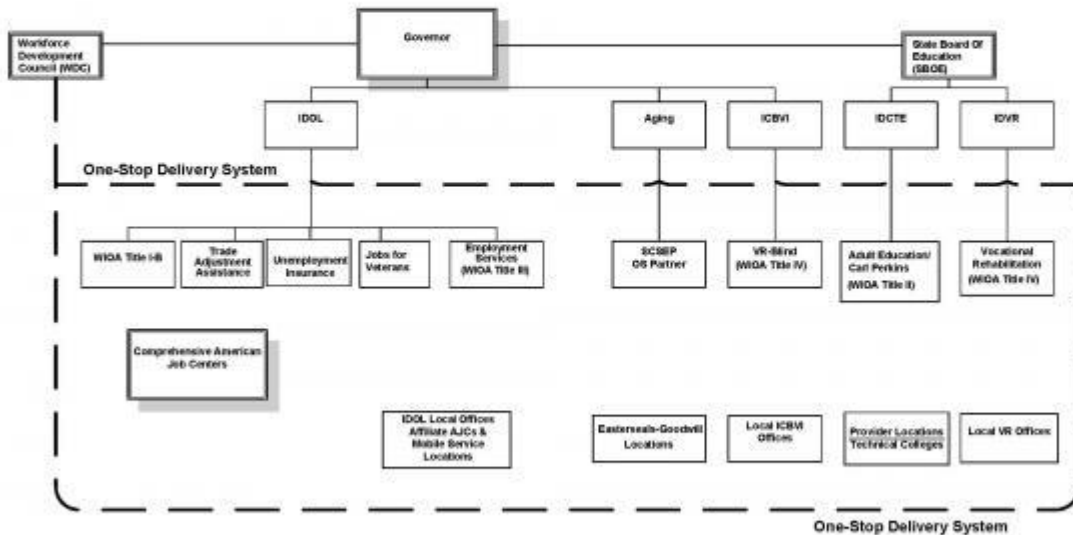 Governor
Workforce
Development
Council (WDC)
State Board Of
Education
(SBOE)
IDOL
Aging
ICBVI
IDCTE
IDVR
One-Stop Delivery System
WIOA Title I-B
Trade
Adjustment
Assistance
Unemployment
Insurance
Jobs for
Veterans
Employment
Services
(WIOA Title III)
SCSEP
OS Partner
VR-Blind
(WIOA Title IV)
Adult Education/
Carl Perkins
(WIOA Title II)
Vocational
Rehabilitation
(WIOA Title IV)
Comprehensive American
Job Centers
IDOL Local Offices
Affiliate AJCs &
Mobile Service
Locations
Easterseals-Goodwill
Locations
Local ICBVI
Offices
Provider Locations
Technical Colleges
Local VR Offices
One-Stop Delivery System